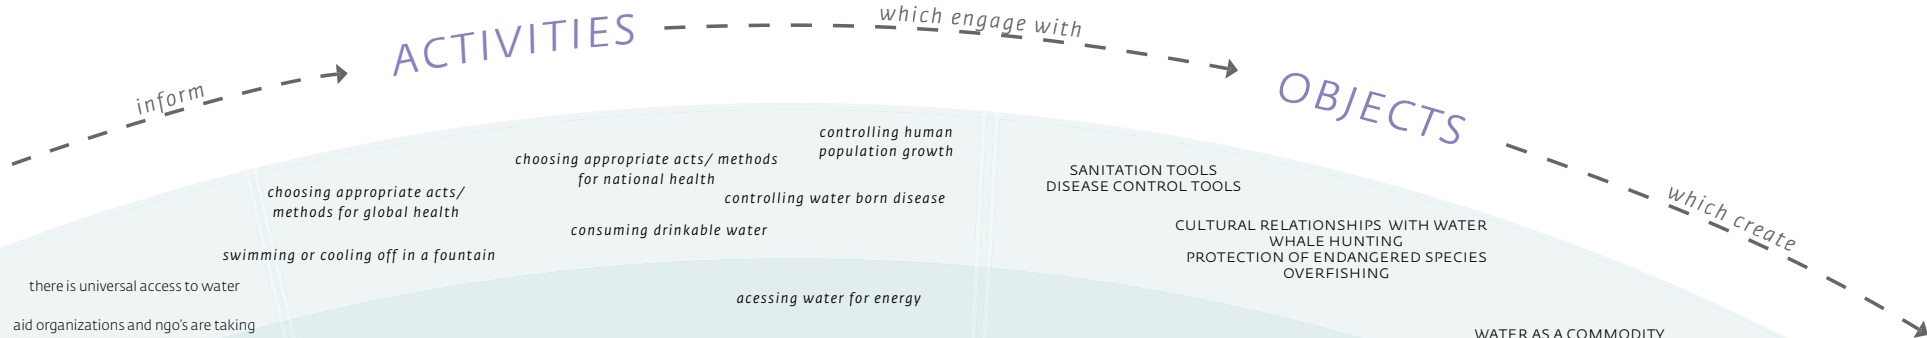 inform
ACTIVITIES
which engage with
OBJECTS
which create
controlling human
population growth
choosing appropriate acts/ methods
for national health
choosing appropriate acts/
methods for global health
controlling water born disease
consuming drinkable water
swimming or cooling off in a fountain
acessing water for energy
there is universal access to water
aid organizations and ngo's are taking
SANITATION TOOLS
DISEASE CONTROL TOOLS
CULTURAL RELATIONSHIPS WITH WATER
WHALE HUNTING
PROTECTION OF ENDANGERED SPECIES
OVERFISHING
WATER AS A COMMODITY